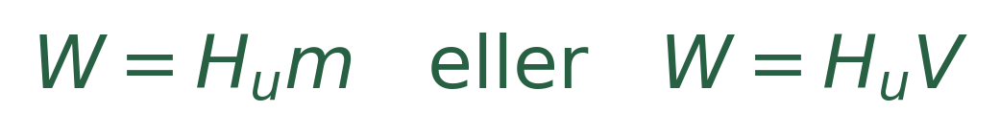 W = H_u m eller W = H_u V